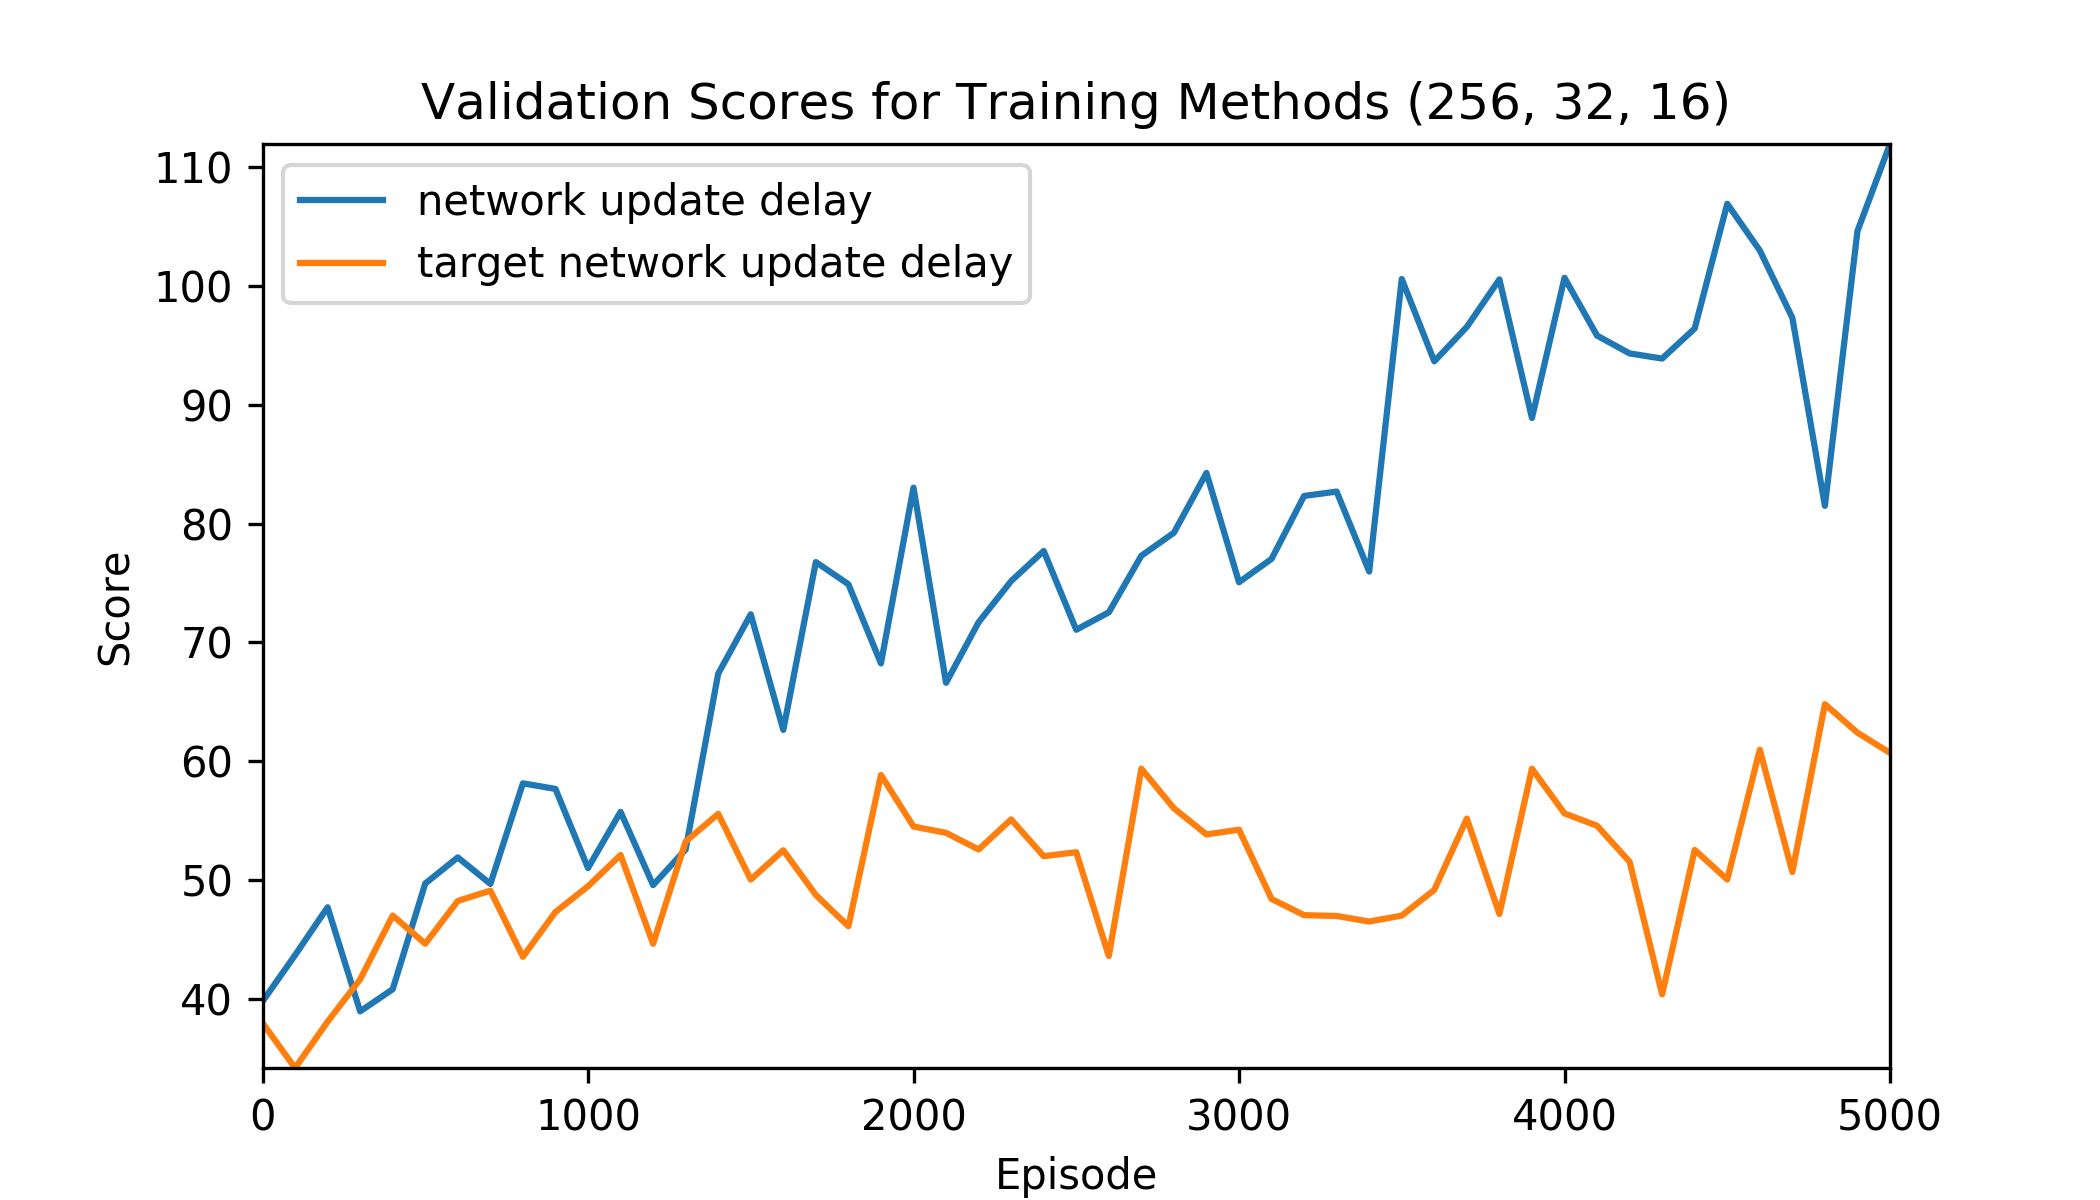 Validation Scores for Training Methods (256, 32, 16)
network update delay
target network update delay
110
100
90
80
70
60
50
40
Score
0 1000 2000 3000 4000 5000
Episode